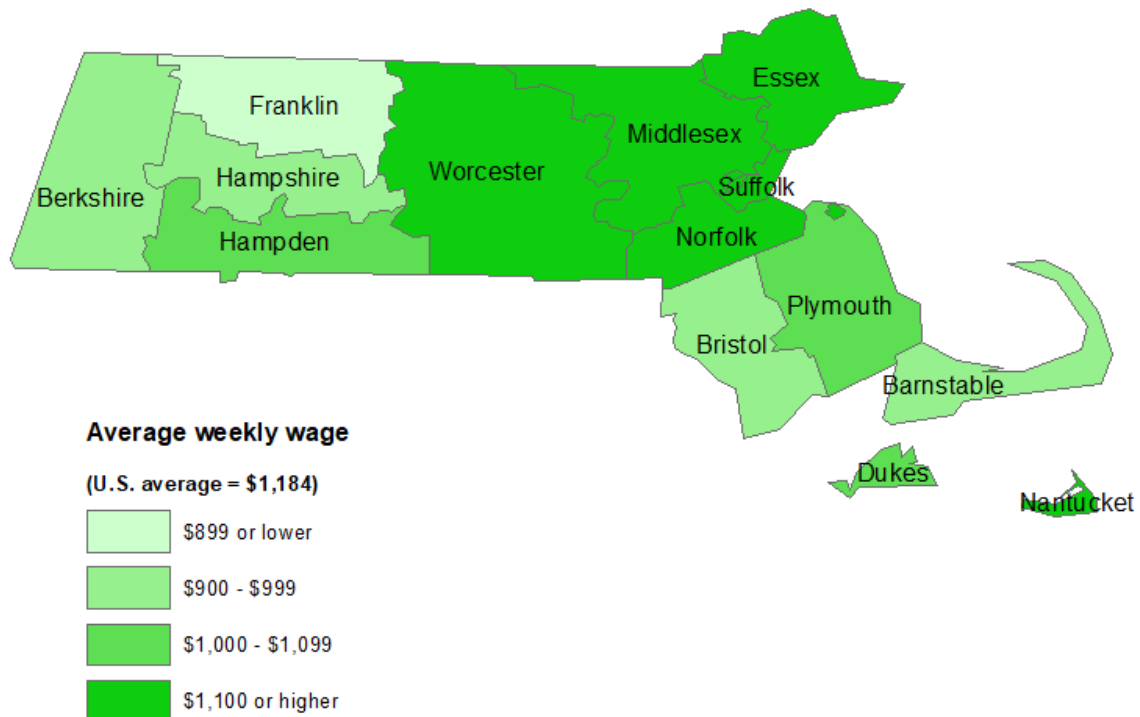 Essex
Franklin
Middlesex
Worcester
Hampshire
Suffolk
Berkshire
Norfolk
Hampden
Plymouth
Bristol
Barnstable
Average weekly wage
Dukes
(U.S. average = $1,184)
Nantucket
$899 or lower
$900 - $999
$1,000 - $1,099
$1,100 or higher